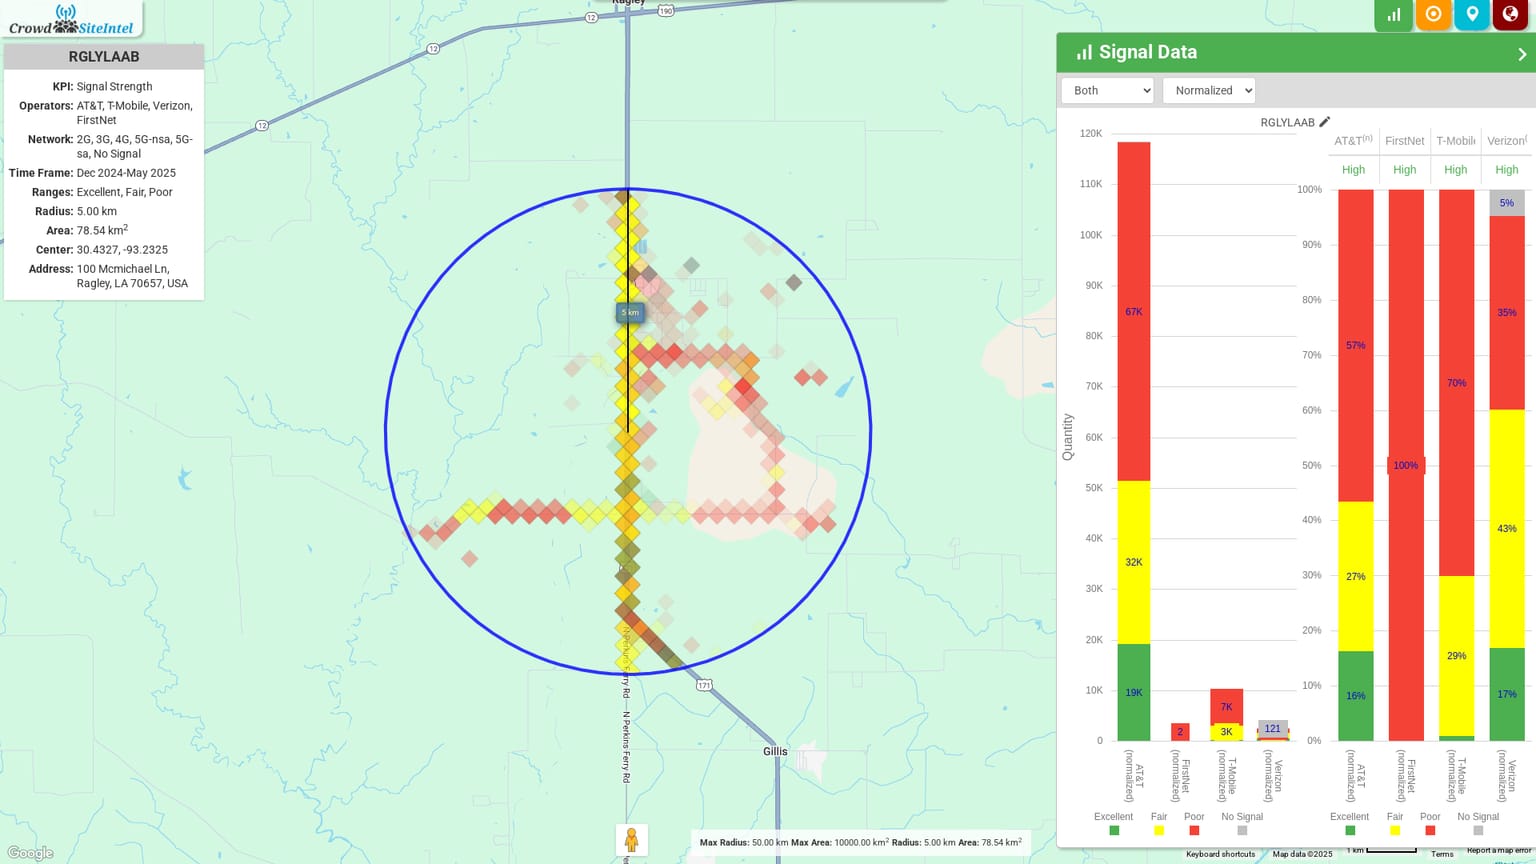 Ragley
12
190
CrowdSiteIntel
RGLYLAAB
KPI: Signal Strength
Operators: AT&T, T-Mobile, Verizon,
FirstNet
Network: 2G, 3G, 4G, 5G-nsa, 5G-
sa, No Signal
Time Frame: Dec 2024-May 2025
Ranges: Excellent, Fair, Poor
Radius: 5.00 km
Area: 78.54 km2
Center: 30.4327, -93.2325
Address: 100 Mcmichael Ln,
Ragley, LA 70657, USA
12
12
5 km
N Perkins Ferry Rd
N Perkins Ferry Rd
171
Gillis
Google
Max Radius: 50.00 km Max Area: 10000.00 km2 Radius: 5.00 km Area: 78.54 km2
Signal Data
Both
Normalized
RGLYLAAB
120K
110K
100K
90K
80K
70K
60K
50K
40K
30K
20K
10K
0
Quantity
67K
32K
19K
2
7K
3K
121
AT&T (normalized)
FirstNet (normalized)
T-Mobile (normalized)
Verizon (normalized)
Excellent Fair Poor No Signal
AT&T(n) FirstNet T-Mobile Verizon(
High High High High
100%
90%
80%
70%
60%
50%
40%
30%
20%
10%
0%
57%
27%
16%
100%
70%
29%
5%
35%
43%
17%
AT&T (normalized)
FirstNet (normalized)
T-Mobile (normalized)
Verizon (normalized)
Excellent Fair Poor No Signal
Keyboard shortcuts Map data ©2025 1 km Terms Report a map error